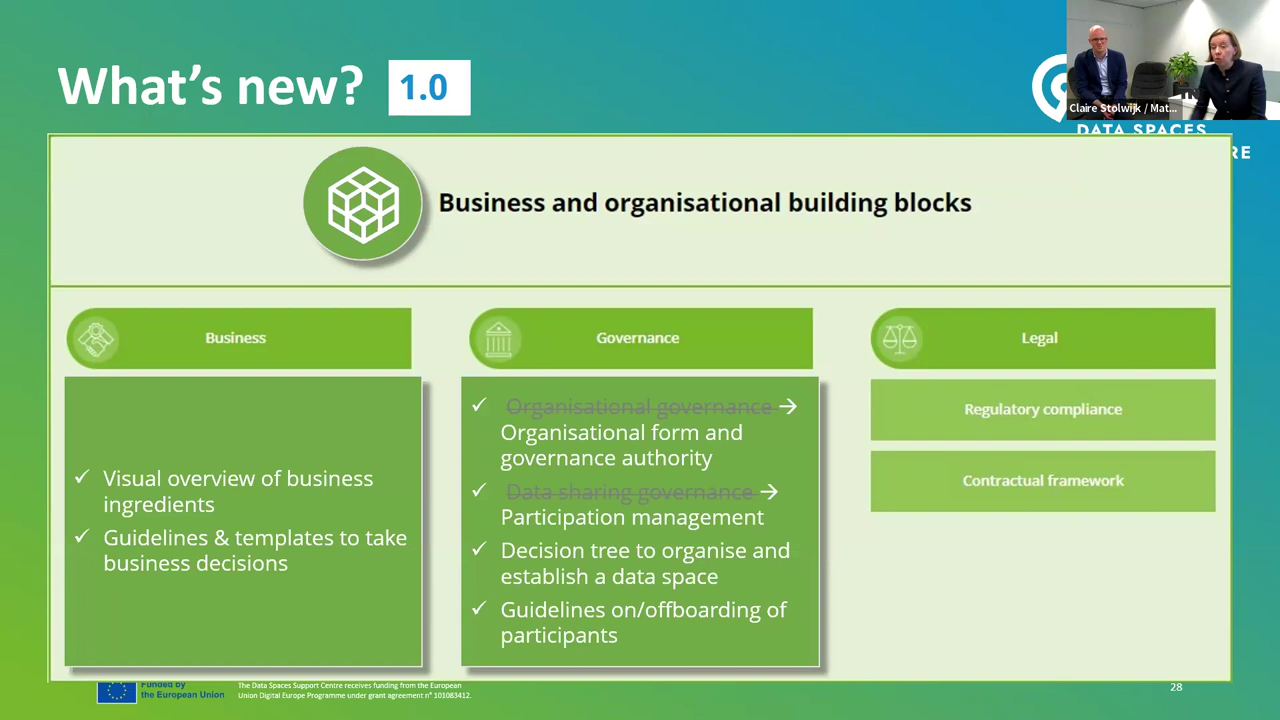 What's new?
1.0
Claire Stolwijk / Mat...
DATA SPACES
RE
Business and organisational building blocks
Business
Governance
Legal
Visual overview of business
ingredients
Guidelines & templates to take
business decisions
Organisational governance →
Organisational form and
governance authority
Data sharing governance →
Participation management
Decision tree to organise and
establish a data space
Guidelines on/offboarding of
participants
Regulatory compliance
Contractual framework
Funded by
the European Union
The Data Spaces Support Centre receives funding from the European
Union Digital Europe Programme under grant agreement n° 101083412.
28